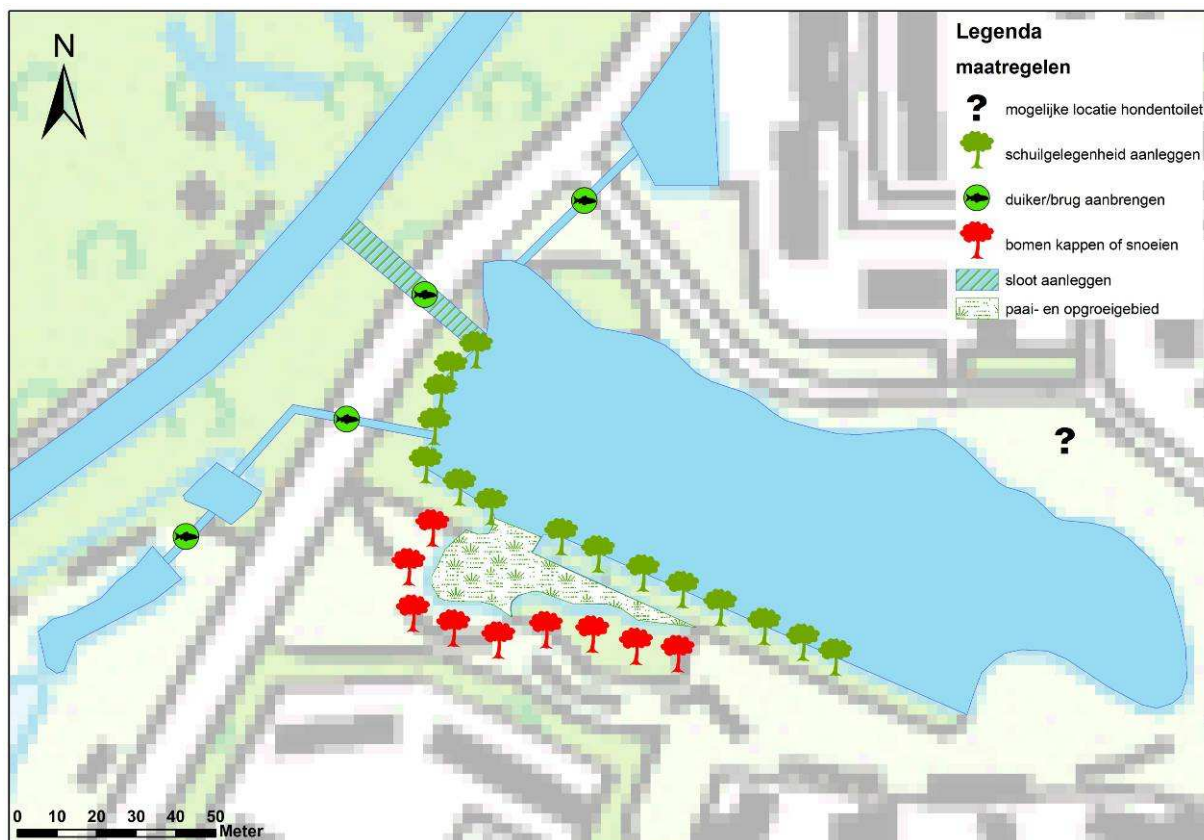 N
Legenda
maatregelen
? mogelijke locatie hondentoilet
schuilgelegenheid aanleggen
duiker/brug aanbrengen
bomen kappen of snoeien
sloot aanleggen
paai- en opgroeigebied
?
0 10 20 30 40 50
Meter